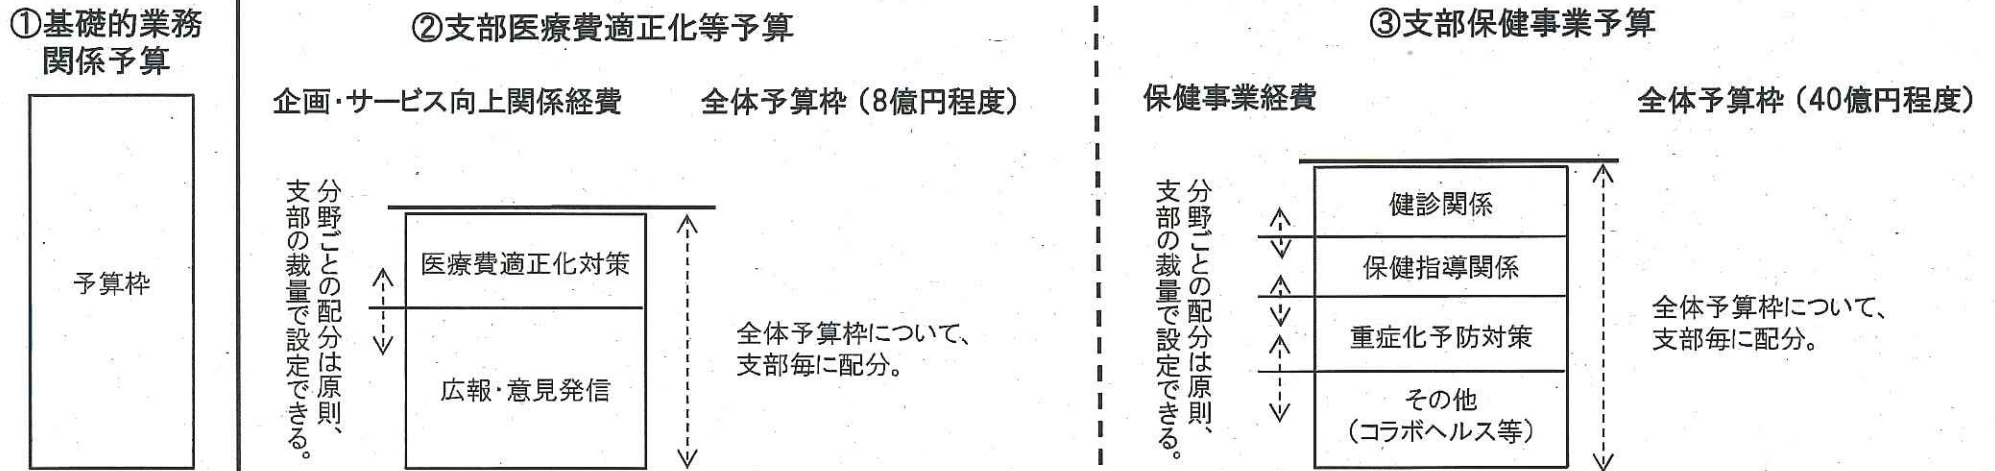 ①基礎的業務
関係予算
予算枠
②支部医療費適正化等予算
企画・サービス向上関係経費
全体予算枠（8億円程度）
分野ごとの配分は原則、
支部の裁量で設定できる。
医療費適正化対策
広報・意見発信
全体予算枠について、
支部毎に配分。
③支部保健事業予算
保健事業経費
全体予算枠（40億円程度）
分野ごとの配分は原則、
支部の裁量で設定できる。
健診関係
保健指導関係
重症化予防対策
その他
（コラボヘルス等）
全体予算枠について、
支部毎に配分。